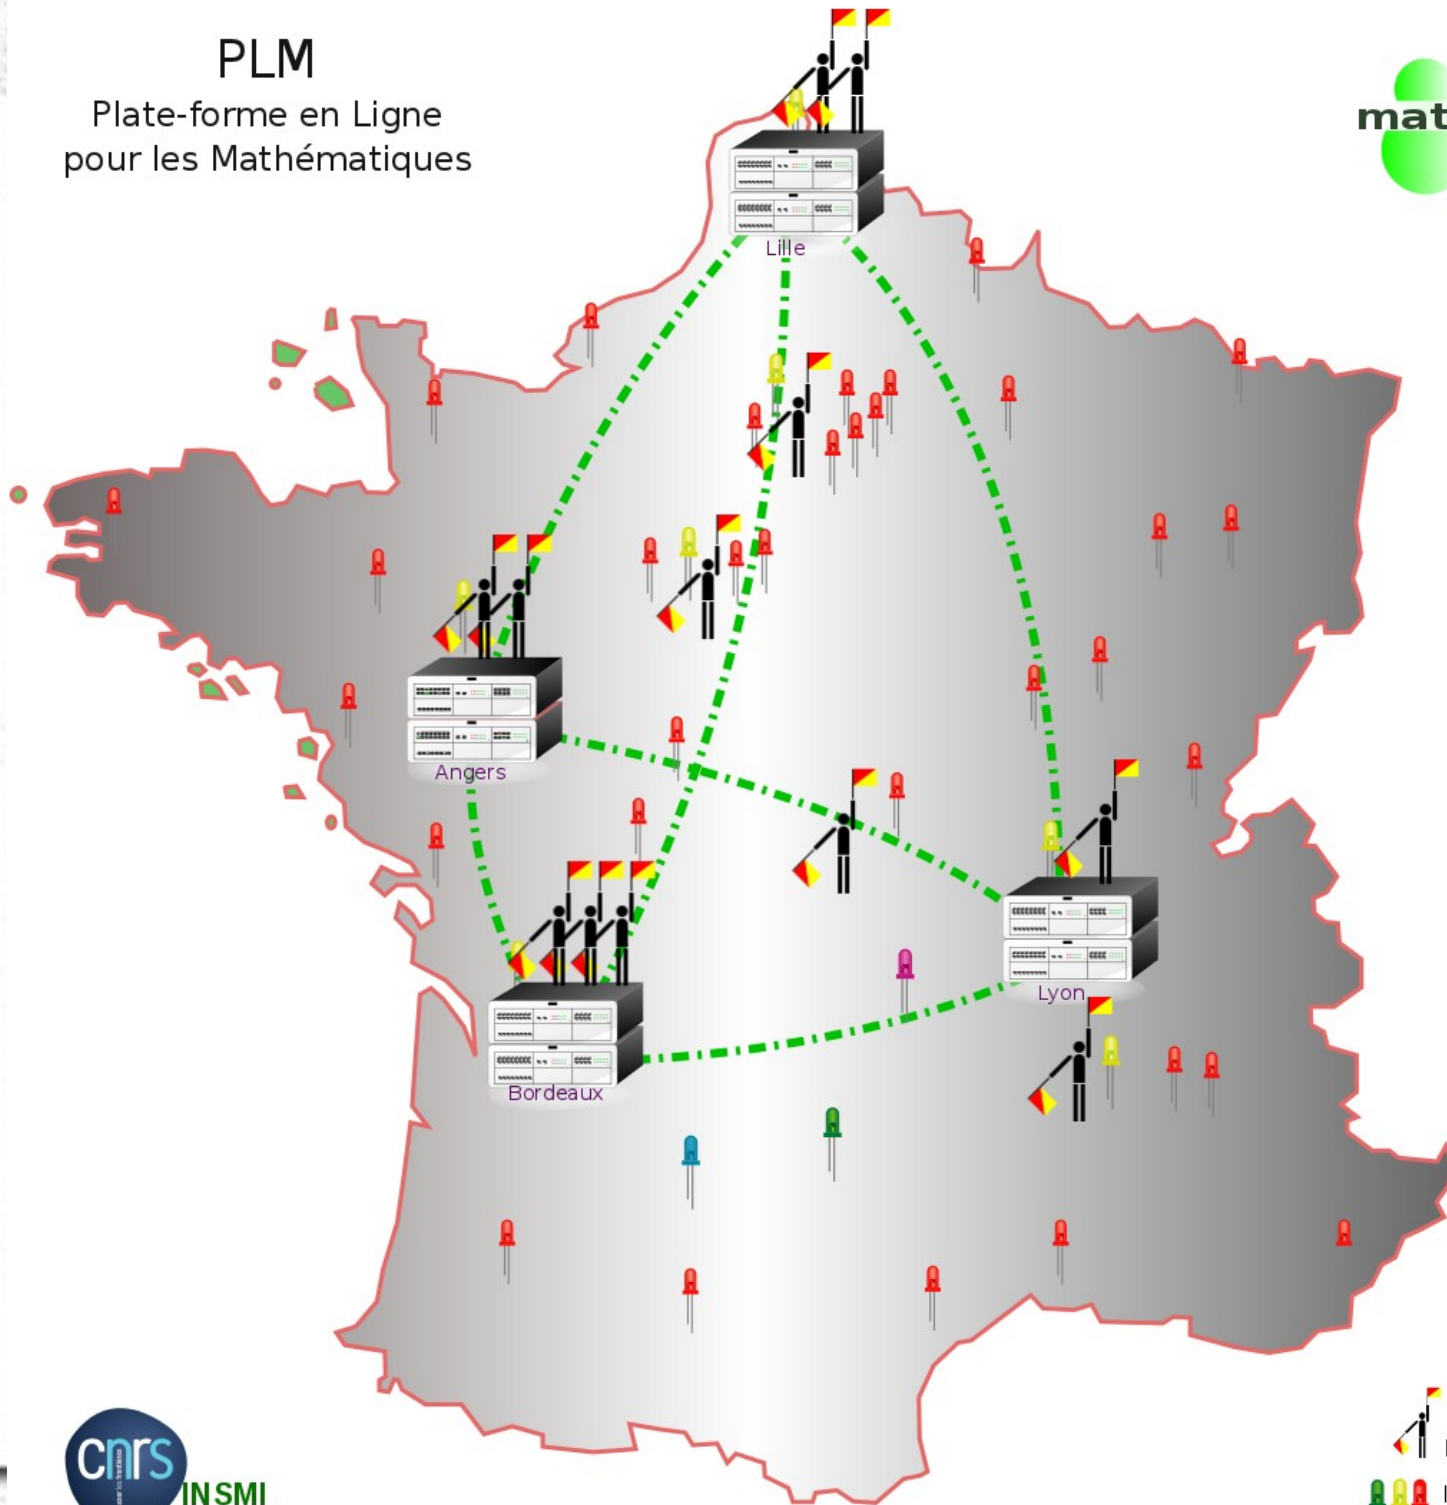 PLM
Plate-forme en Ligne
pour les Mathématiques
mat
Lille
Angers
Lyon
Bordeaux
cnrs
INSMI